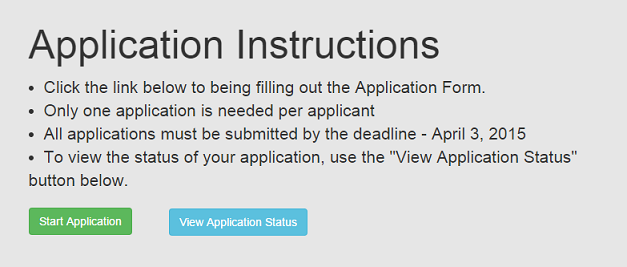 Application Instructions
• Click the link below to being filling out the Application Form.
• Only one application is needed per applicant
• All applications must be submitted by the deadline - April 3, 2015
• To view the status of your application, use the "View Application Status"
button below.
Start Application
View Application Status